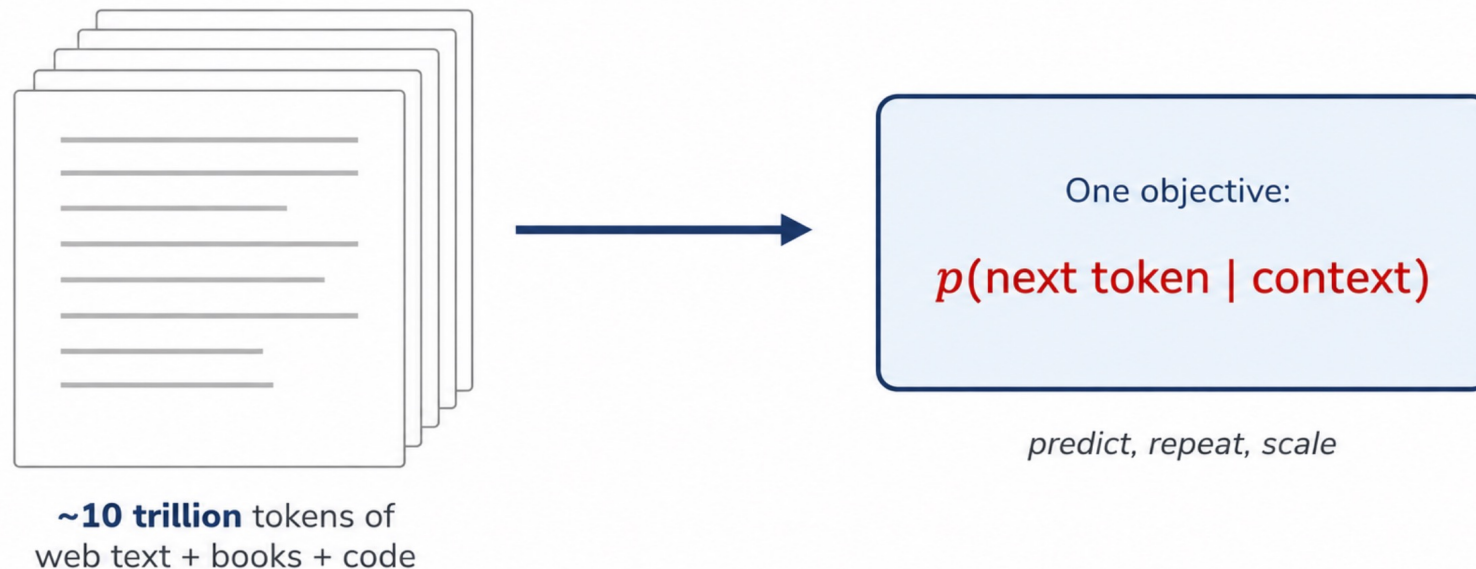 One objective:
p(next token | context)
predict, repeat, scale
~10 trillion tokens of
web text + books + code